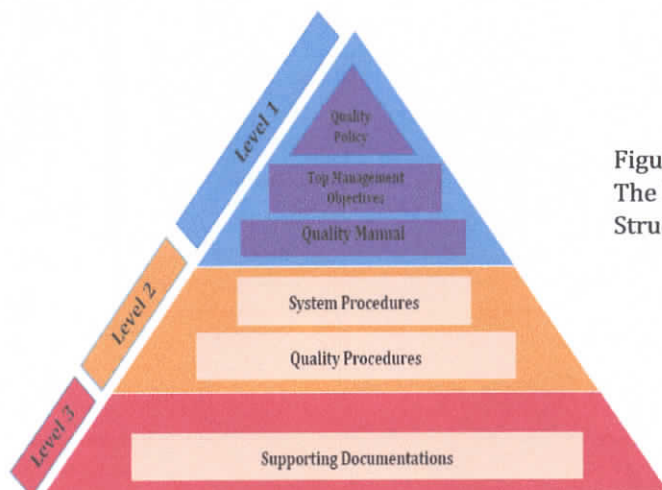 Level 1
Quality
Policy
Top Management
Objectives
Quality Manual
Level 2
System Procedures
Quality Procedures
Level 3
Supporting Documentations
Figu
The
Stru